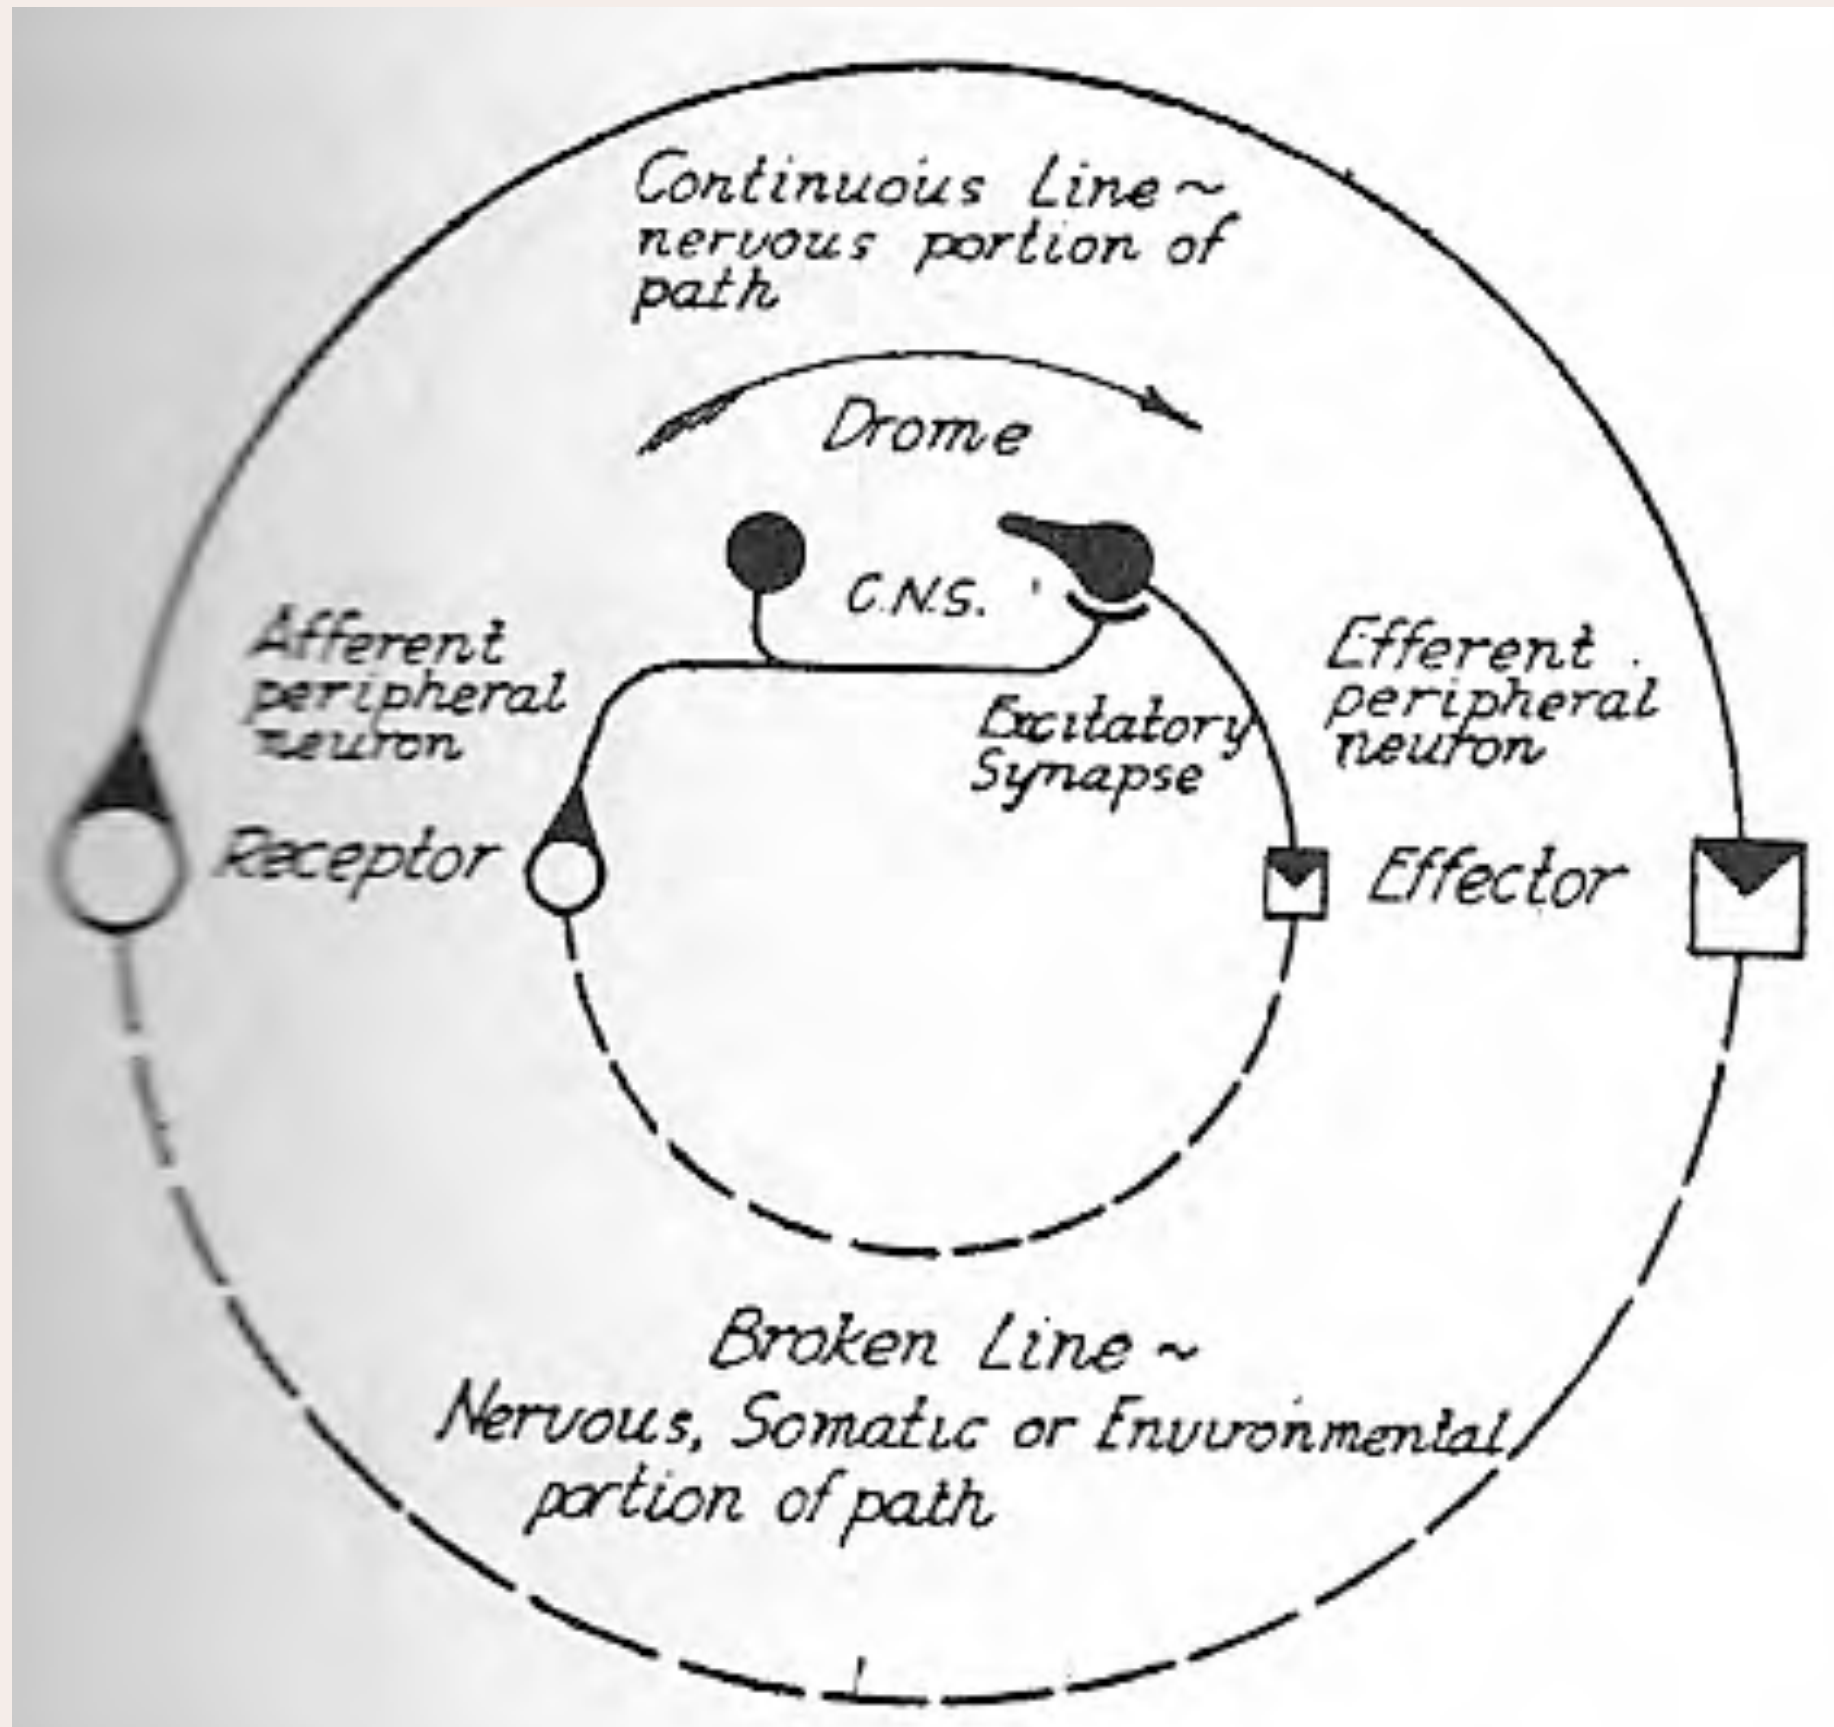 Continuous Line ~
nervous portion of
path
Drome
C.N.S.
Afferent
peripheral
neuron
Excitatory
Synapse
Efferent
peripheral
neuron
Receptor
Effector
Broken Line ~
Nervous, Somatic or Environmental
portion of path